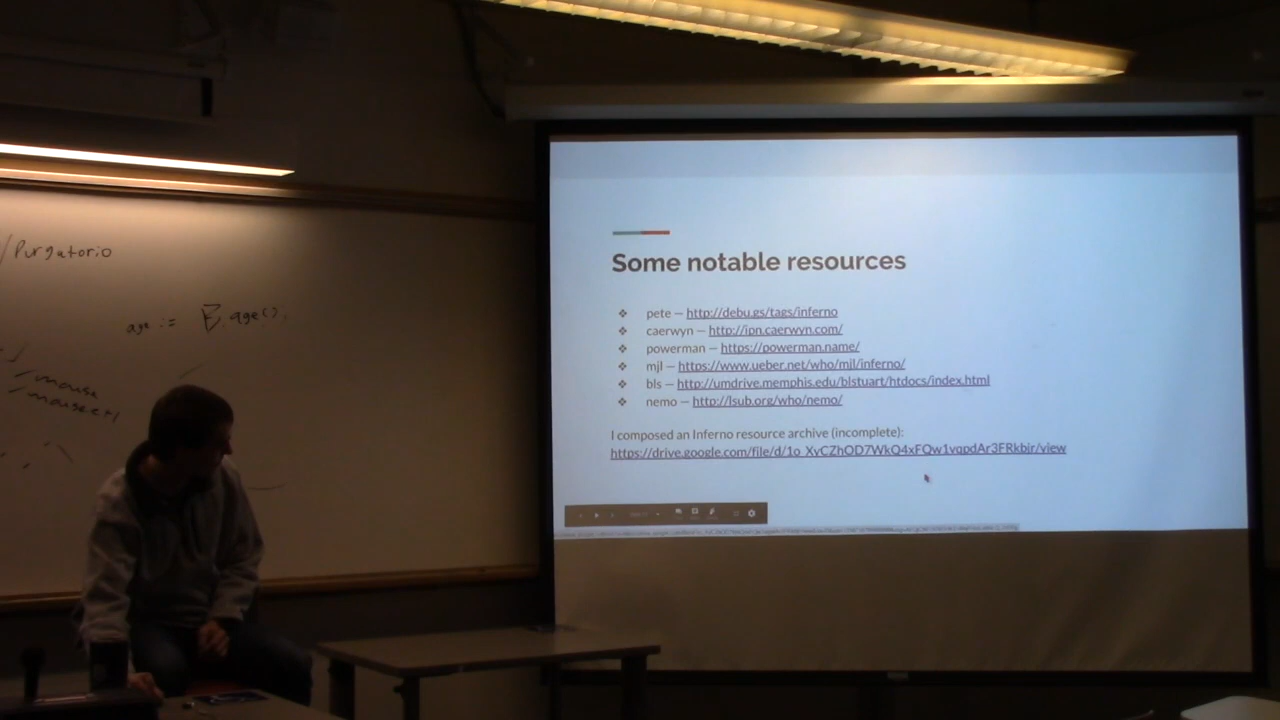 /Purgatorio
age := E.age();
/mouse
/mousectl
Some notable resources
❖ pete — http://debu.gs/tags/inferno
❖ caerwyn — http://ipn.caerwyn.com/
❖ powerman — https://powerman.name/
❖ mjl — https://www.ueber.net/who/mjl/inferno/
❖ bls — http://umdrive.memphis.edu/blstuart/htdocs/index.html
❖ nemo — http://lsub.org/who/nemo/
I composed an Inferno resource archive (incomplete):
https://drive.google.com/file/d/1o_XyCZhOD7WkQ4xFQw1vqpdAr3FRkbjr/view